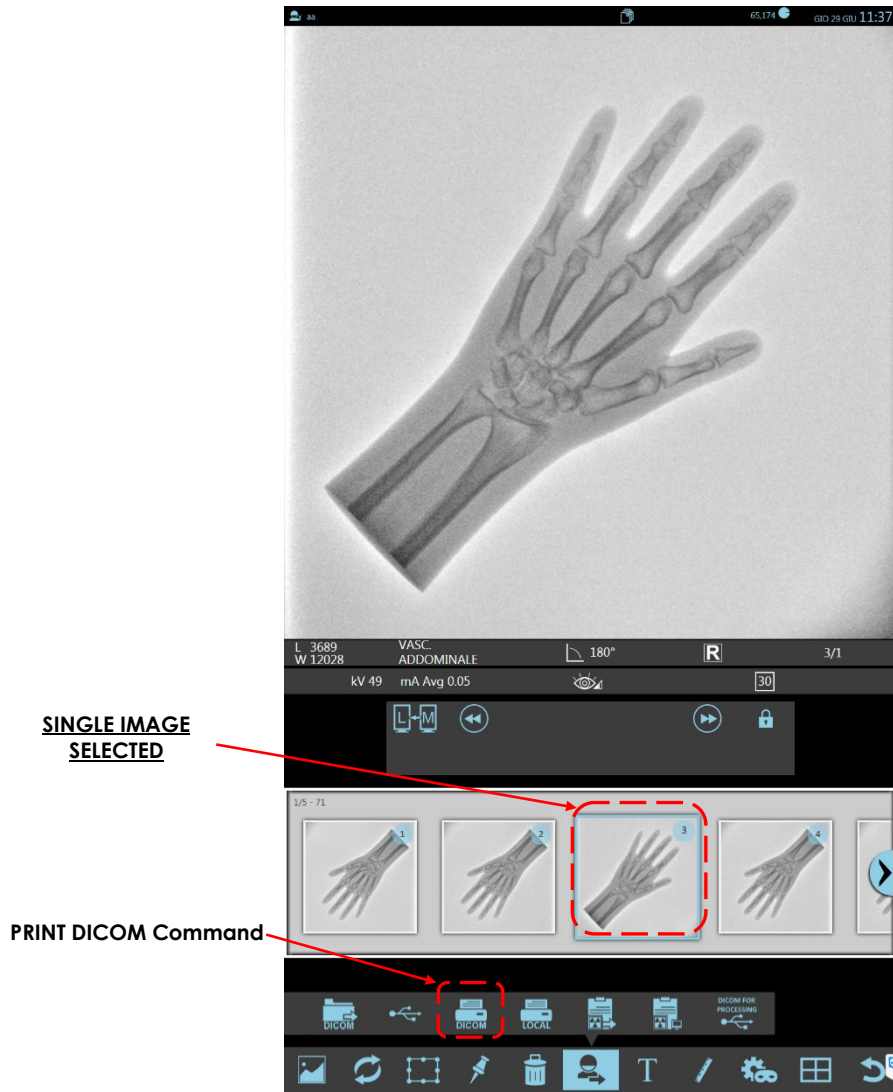 aa
65,174
GIO 29 GIU 11:37
L 3689
W 12028
VASC.
ADDOMINALE
180°
R
3/1
kV 49
mA Avg 0.05
30
L M
SINGLE IMAGE
SELECTED
1/5 - 71
1
2
3
4
PRINT DICOM Command
DICOM
DICOM
LOCAL
DICOM FOR
PROCESSING
T